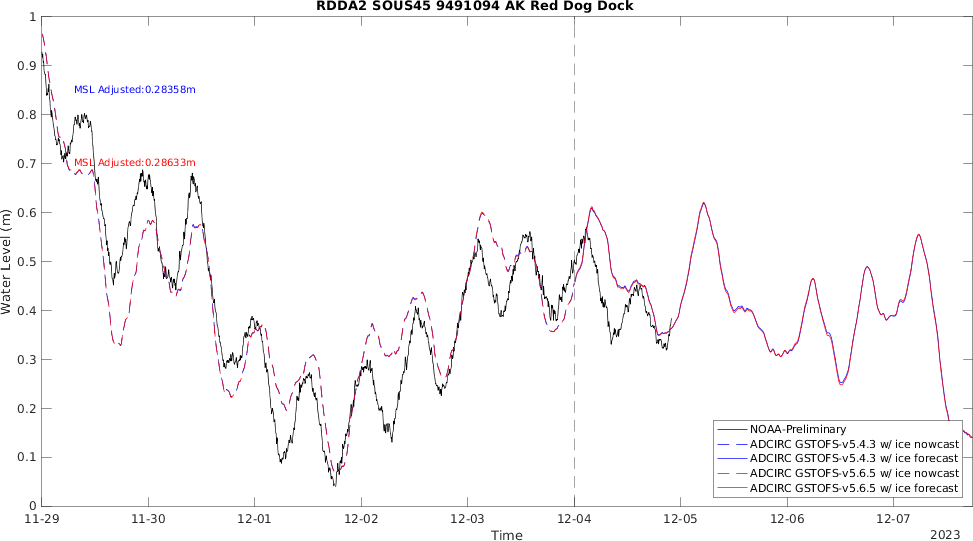 RDDA2 SOUS45 9491094 AK Red Dog Dock
1
0.9
0.8
0.7
0.6
0.5
0.4
0.3
0.2
0.1
0
Water Level (m)
MSL Adjusted:0.28358m
MSL Adjusted:0.28633m
NOAA-Preliminary
ADCIRC GSTOFS-v5.4.3 w/ ice nowcast
ADCIRC GSTOFS-v5.4.3 w/ ice forecast
ADCIRC GSTOFS-v5.6.5 w/ ice nowcast
ADCIRC GSTOFS-v5.6.5 w/ ice forecast
11-29 11-30 12-01 12-02 12-03 12-04 12-05 12-06 12-07
Time
2023